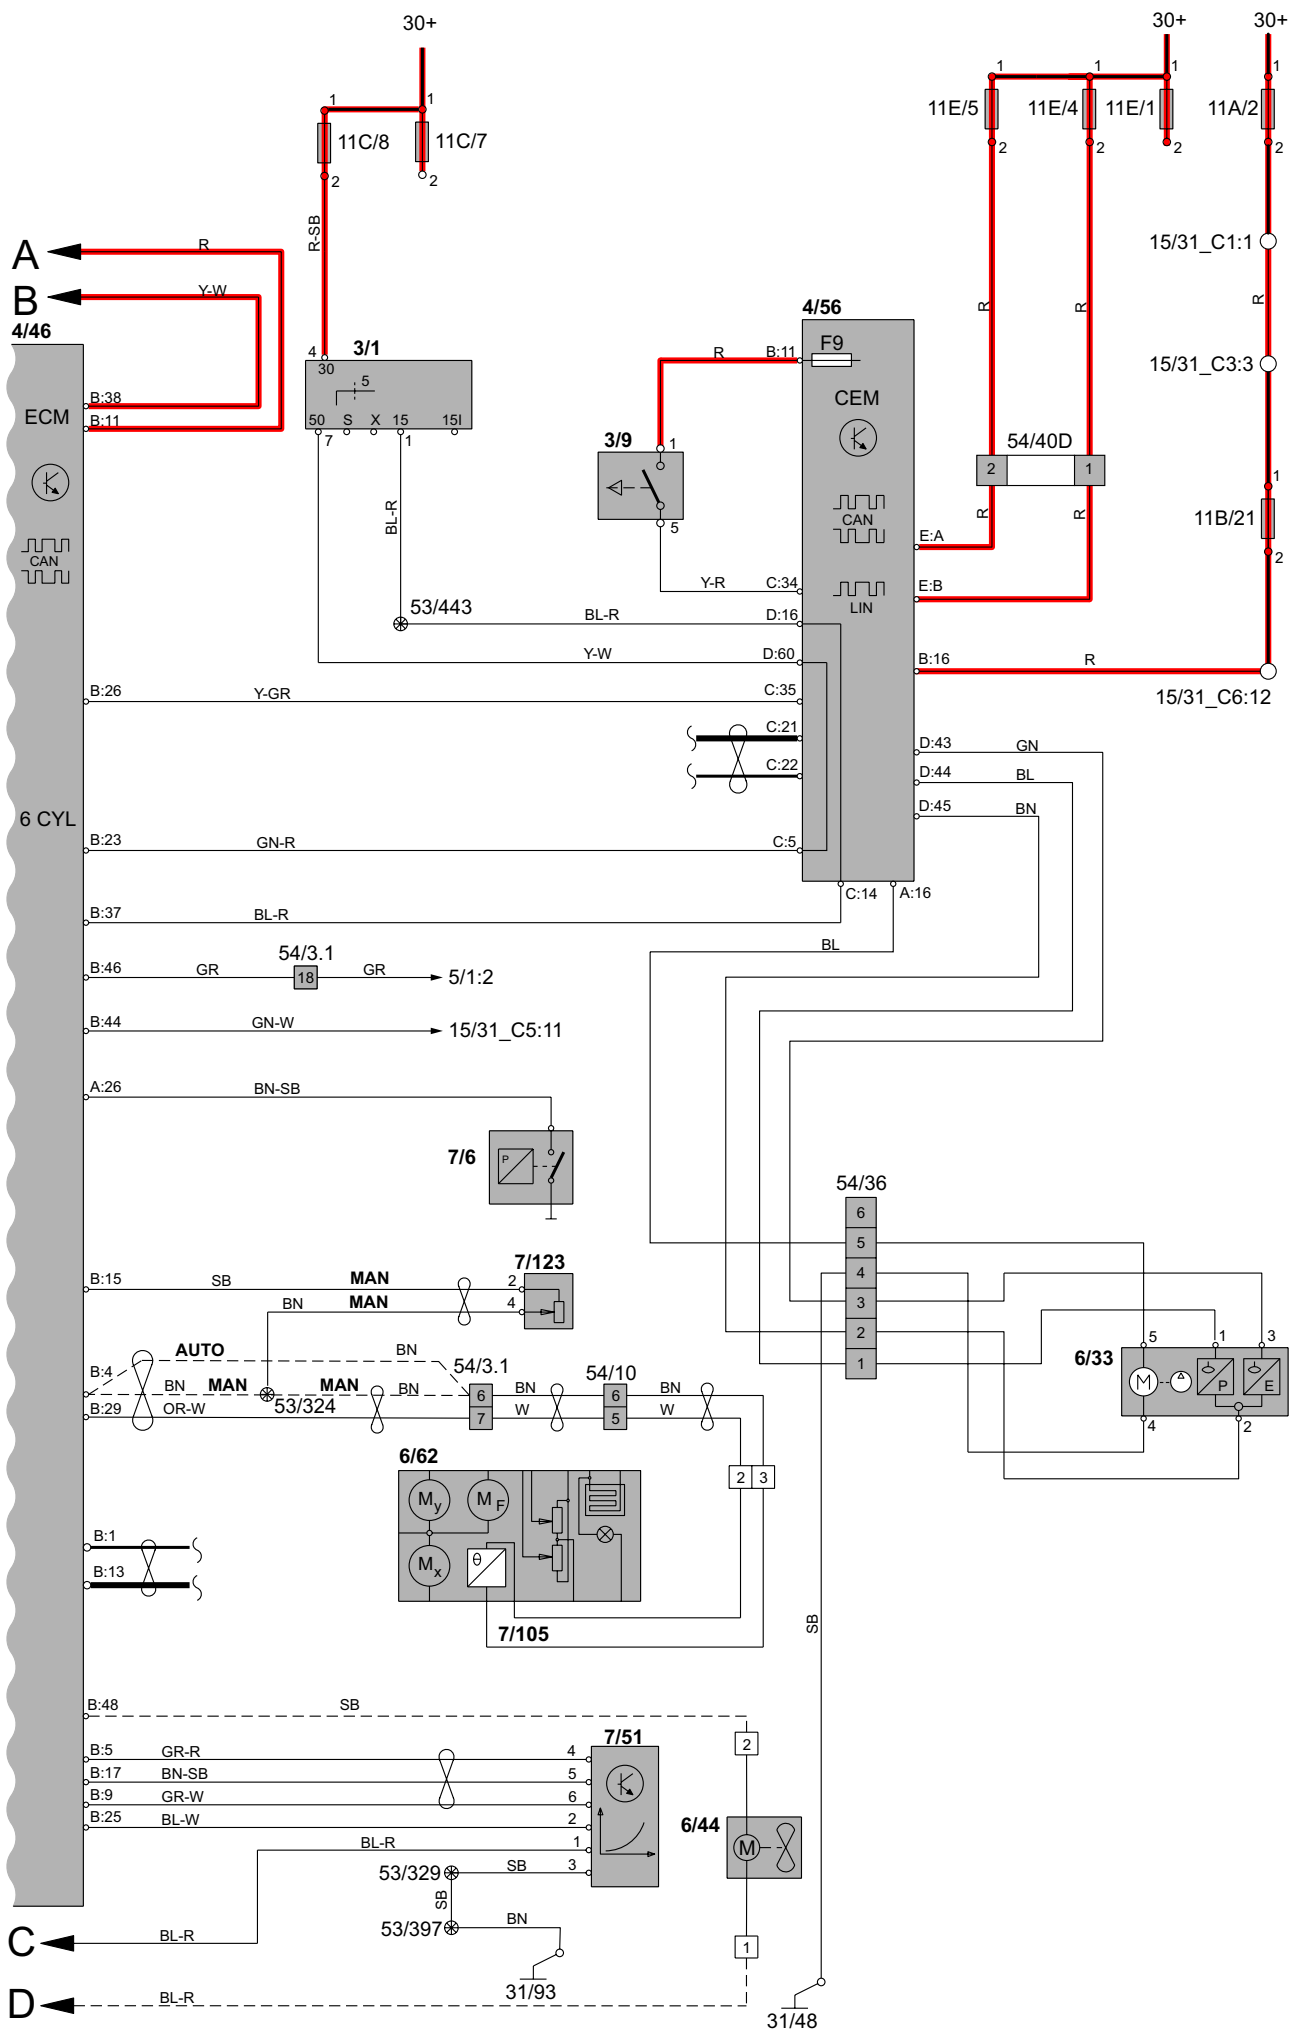 30+ 30+ 30+
1 1 1
1 1 11E/5 11E/4 11E/1 11A/2
11C/8 11C/7 2 2 2 2
2 2
R-SB
A R 15/31_C1:1
B Y-W R R R
4/46 4/56
4 3/1 F9 15/31_C3:3
30 R B:11
5
B:38 CEM
ECM B:11 50 S X 15 15I
7 1 3/9 1 54/40D
2 1 1
BL-R R R 11B/21
CAN 5 CAN E:A 2
Y-R C:34 E:B
53/443 LIN
BL-R D:16
Y-W D:60 B:16 R
B:26 Y-GR C:35 15/31_C6:12
C:21 D:43 GN
C:22 D:44 BL
D:45 BN
6 CYL
B:23 GN-R C:5
C:14 A:16
B:37 BL-R
BL
54/3.1
B:46 GR 18 GR 5/1:2
B:44 GN-W 15/31_C5:11
A:26 BN-SB
7/6 P
54/36
6
5
7/123 4
B:15 SB MAN 2 3
BN MAN 4 2
1
AUTO BN 5 1 3
B:4 54/3.1 54/10 6/33
BN MAN MAN BN 6 BN 6 BN M P E
53/324
B:29 OR-W 7 W 5 W 4 2
6/62
My MF 2 3
Mx θ
B:1
B:13
7/105
SB
B:48 SB
7/51 2
B:5 GR-R 4
B:17 BN-SB 5
B:9 GR-W 6
B:25 BL-W 2 6/44
BL-R 1 M
53/329 SB 3
SB
53/397 BN
C BL-R 1
31/93
D BL-R 31/48